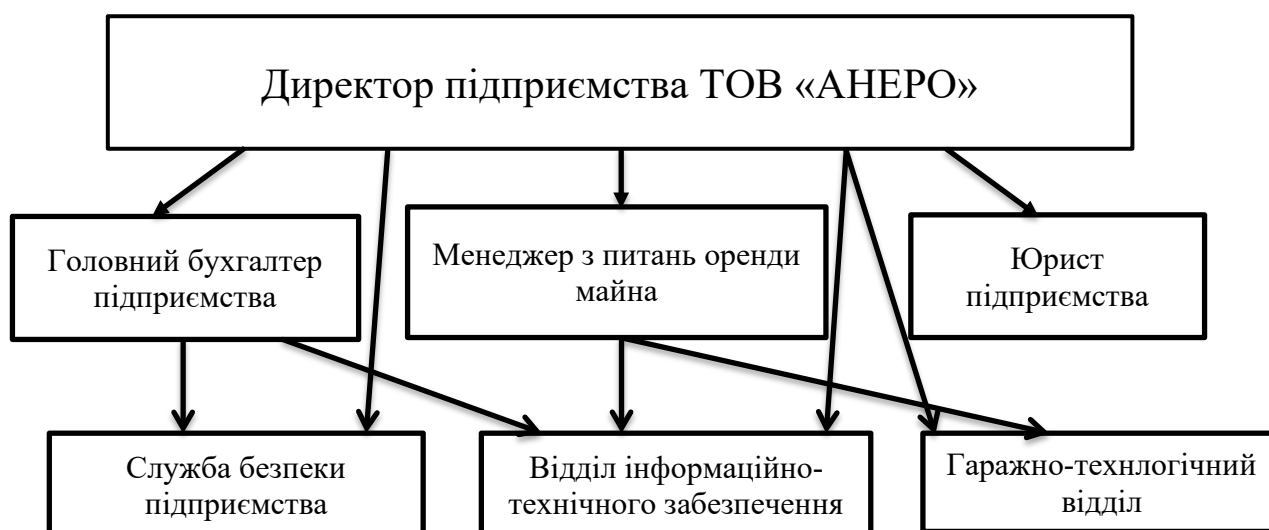 Директор підприємства ТОВ «АНЕРО»
Головний бухгалтер
підприємства
Менеджер з питань оренди
майна
Юрист
підприємства
Служба безпеки
підприємства
Відділ інформаційно-
технічного забезпечення
Гаражно-технлогічний
відділ